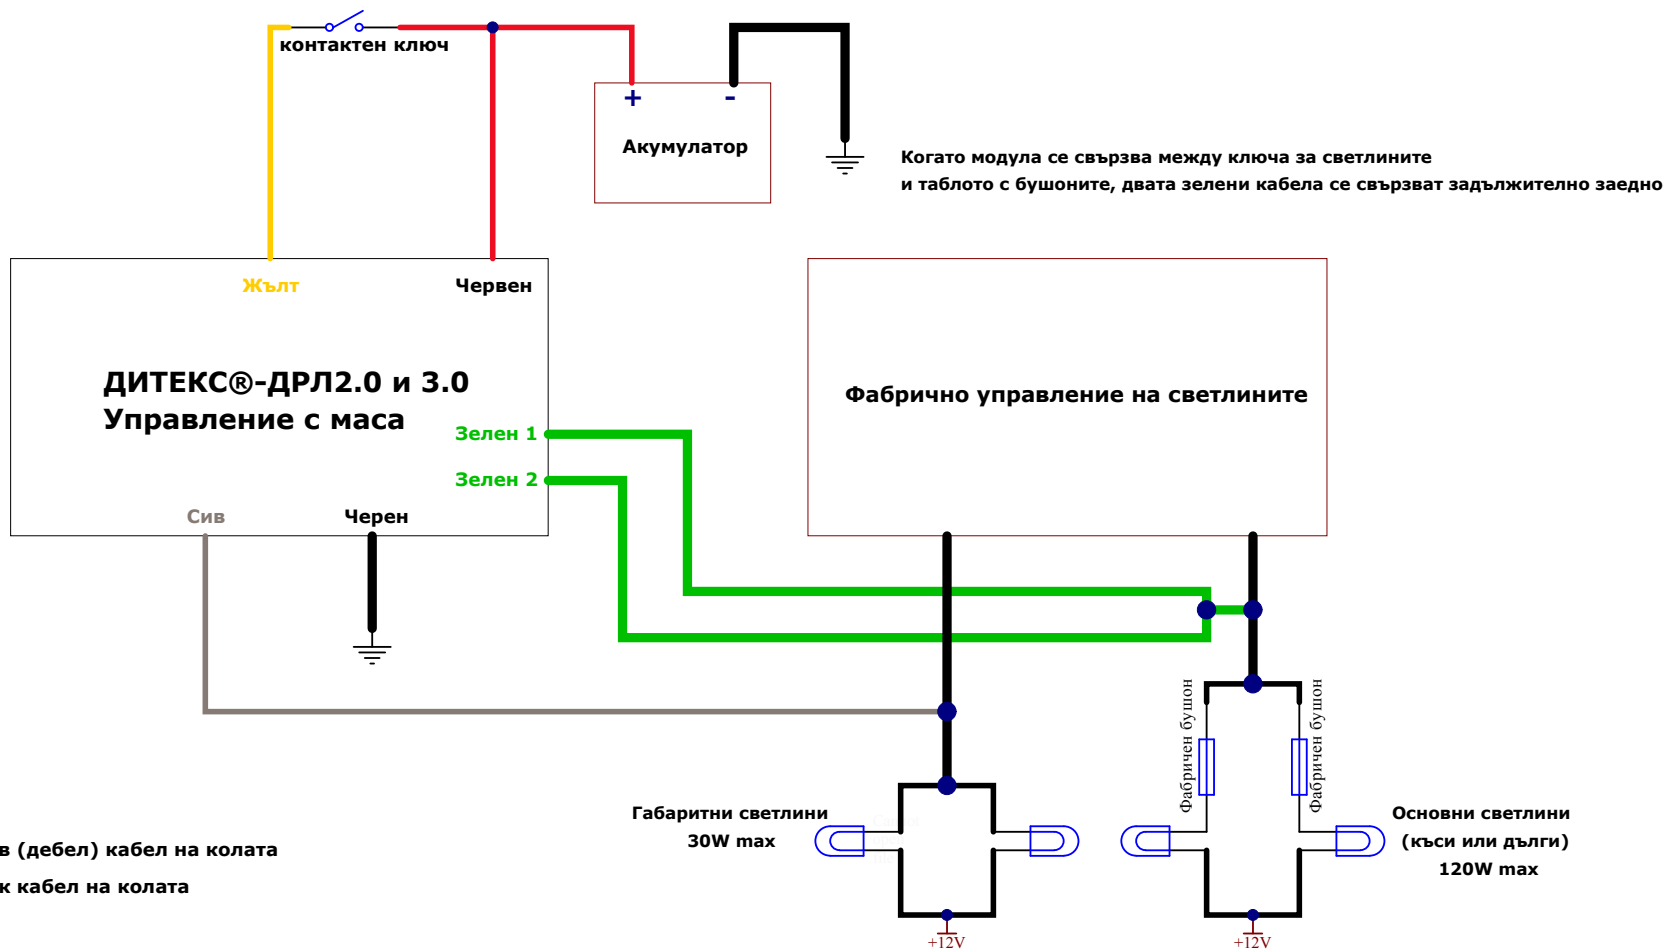 контактен ключ
+ -
Акумулатор
Когато модула се свързва между ключа за светлините
и таблото с бушоните, двата зелени кабела се свързват задължително заедно
Жълт
Червен
ДИТЕКС®-ДРЛ2.0 и 3.0
Управление с маса
Зелен 1
Зелен 2
Сив
Черен
Фабрично управление на светлините
Фабричен бушон
Фабричен бушон
Габаритни светлини
30W max
Основни светлини
(къси или дълги)
120W max
в (дебел) кабел на колата
к кабел на колата
+12V
+12V